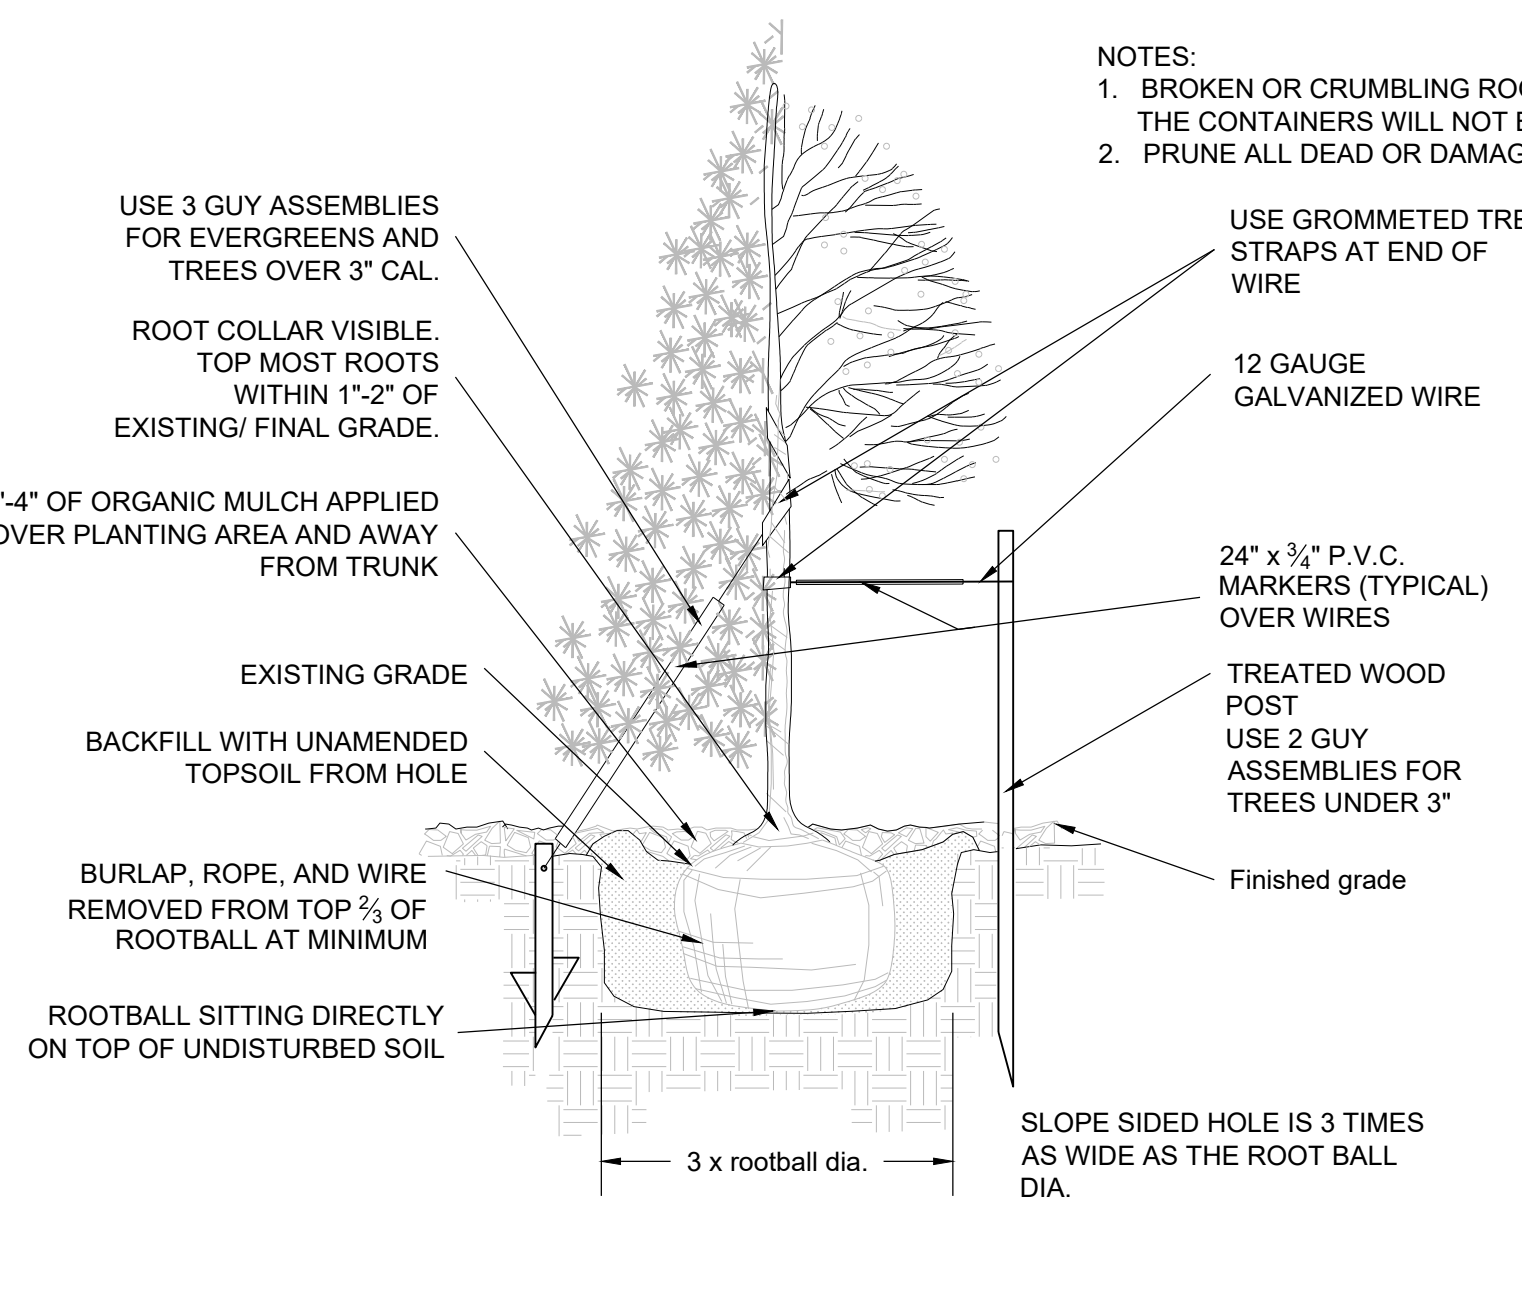 NOTES:
1. BROKEN OR CRUMBLING
THE CONTAINERS WILL NOT
2. PRUNE ALL DEAD OR
USE 3 GUY ASSEMBLIES
FOR EVERGREENS AND
TREES OVER 3" CAL.
ROOT COLLAR VISIBLE.
TOP MOST ROOTS
WITHIN 1"-2" OF
EXISTING/ FINAL GRADE.
"-4" OF ORGANIC MULCH APPLIED
OVER PLANTING AREA AND AWAY
FROM TRUNK
EXISTING GRADE
BACKFILL WITH UNAMENDED
TOPSOIL FROM HOLE
BURLAP, ROPE, AND WIRE
REMOVED FROM TOP 2/3 OF
ROOTBALL AT MINIMUM
ROOTBALL SITTING DIRECTLY
ON TOP OF UNDISTURBED SOIL
USE GROMMETED
STRAPS AT END OF
WIRE
12 GAUGE
GALVANIZED WIRE
24" x 3/4" P.V.C.
MARKERS (TYPICAL)
OVER WIRES
TREATED WOOD
POST
USE 2 GUY
ASSEMBLIES FOR
TREES UNDER 3"
Finished grade
3 x rootball dia.
SLOPE SIDED HOLE IS 3 TIMES
AS WIDE AS THE ROOT BALL
DIA.